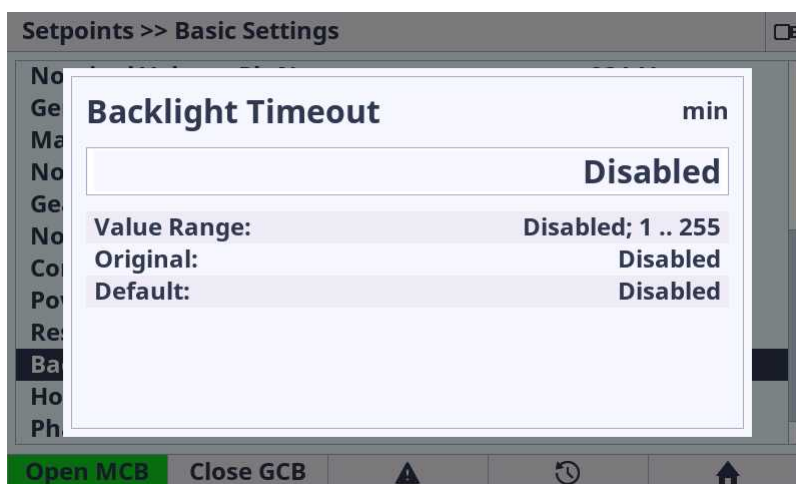 Setpoints >> Basic Settings
Backlight Timeout min
Disabled
Value Range: Disabled; 1 .. 255
Original: Disabled
Default: Disabled
Open MCB Close GCB